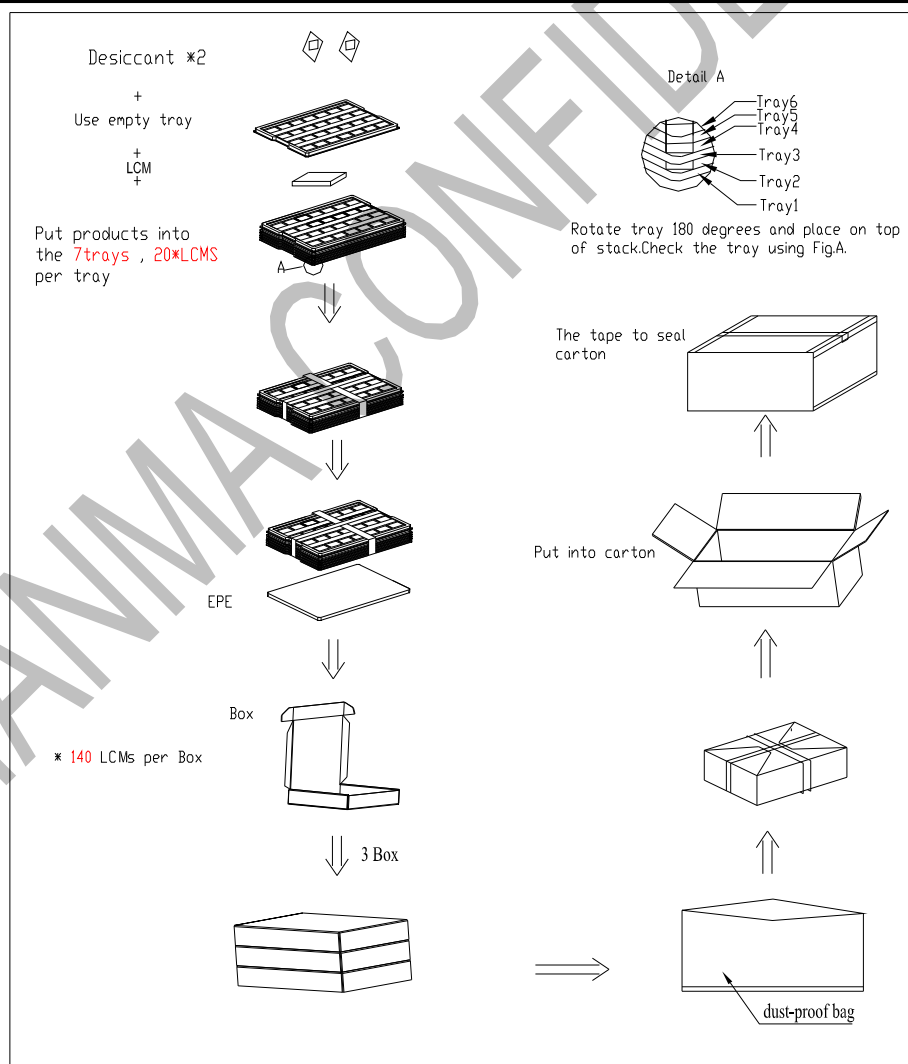 Desiccant *2
+
Use empty tray
+
LCM
+
Put products into
the 7trays , 20*LCMS
per tray
A
EPE
Box
* 140 LCMs per Box
3 Box
Detail A
Tray6
Tray5
Tray4
Tray3
Tray2
Tray1
Rotate tray 180 degrees and place on top
of stack.Check the tray using Fig.A.
The tape to seal
carton
Put into carton
dust-proof bag
ANMA CONFIDE